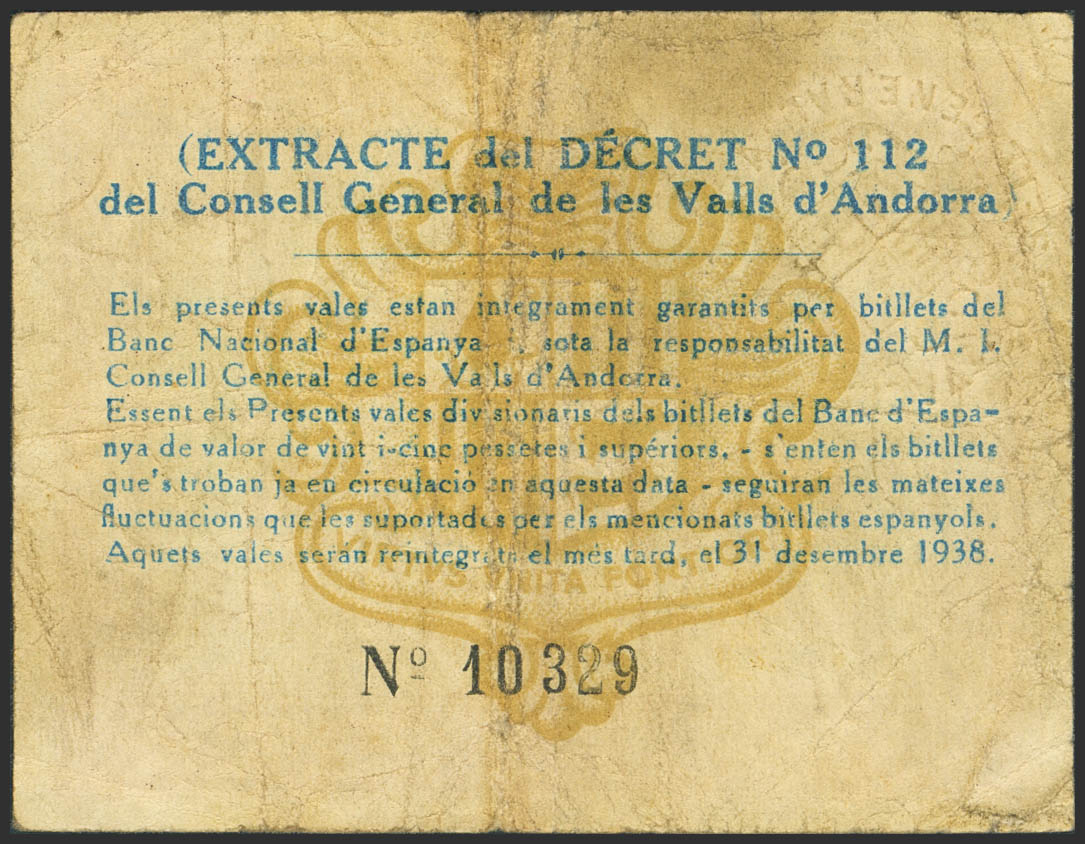 (EXTRACTE del DÉCRET Nº 112
del Consell General de les Valls d'Andorra)
Els presents vales estan integrament garantits per bitllets del
Banc Nacional d'Espanya i, sota la responsabilitat del M. I.
Consell General de les Valls d'Andorra.
Essent els Presents vales divisionaris dels bitllets del Banc d'Espa-
nya de valor de vint i-cinc pessetes i supériors, - s'enten els bitllets
que's troban ja en circulació en aquesta data - seguiran les mateixes
fluctuacions que les suportades per els mencionats bitllets espanyols.
Aquets vales seran reintegrats el més tard, el 31 desembre 1938.
VIRTVS VNITA FORTIOR
Nº 10329